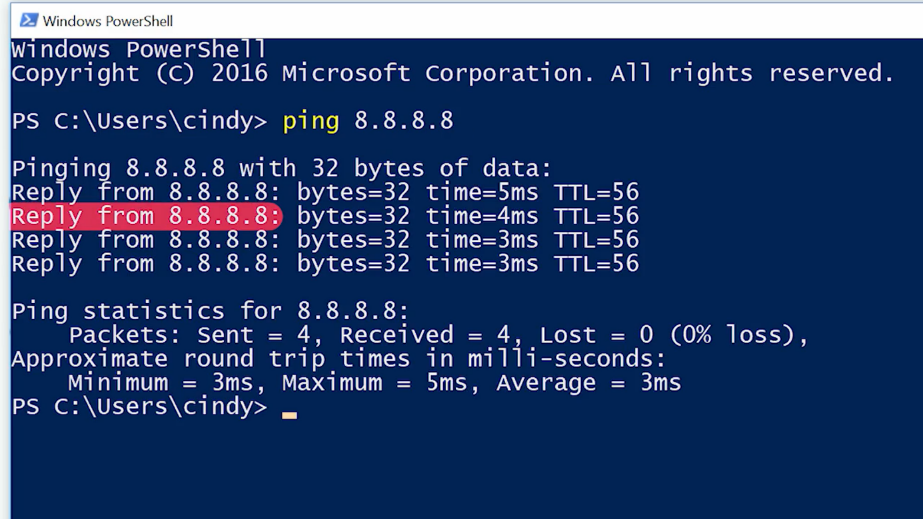 Windows PowerShell
Windows PowerShell
Copyright (C) 2016 Microsoft Corporation. All rights reserved.
PS C:\Users\cindy> ping 8.8.8.8
Pinging 8.8.8.8 with 32 bytes of data:
Reply from 8.8.8.8: bytes=32 time=5ms TTL=56
Reply from 8.8.8.8: bytes=32 time=4ms TTL=56
Reply from 8.8.8.8: bytes=32 time=3ms TTL=56
Reply from 8.8.8.8: bytes=32 time=3ms TTL=56
Ping statistics for 8.8.8.8:
    Packets: Sent = 4, Received = 4, Lost = 0 (0% loss),
Approximate round trip times in milli-seconds:
    Minimum = 3ms, Maximum = 5ms, Average = 3ms
PS C:\Users\cindy>